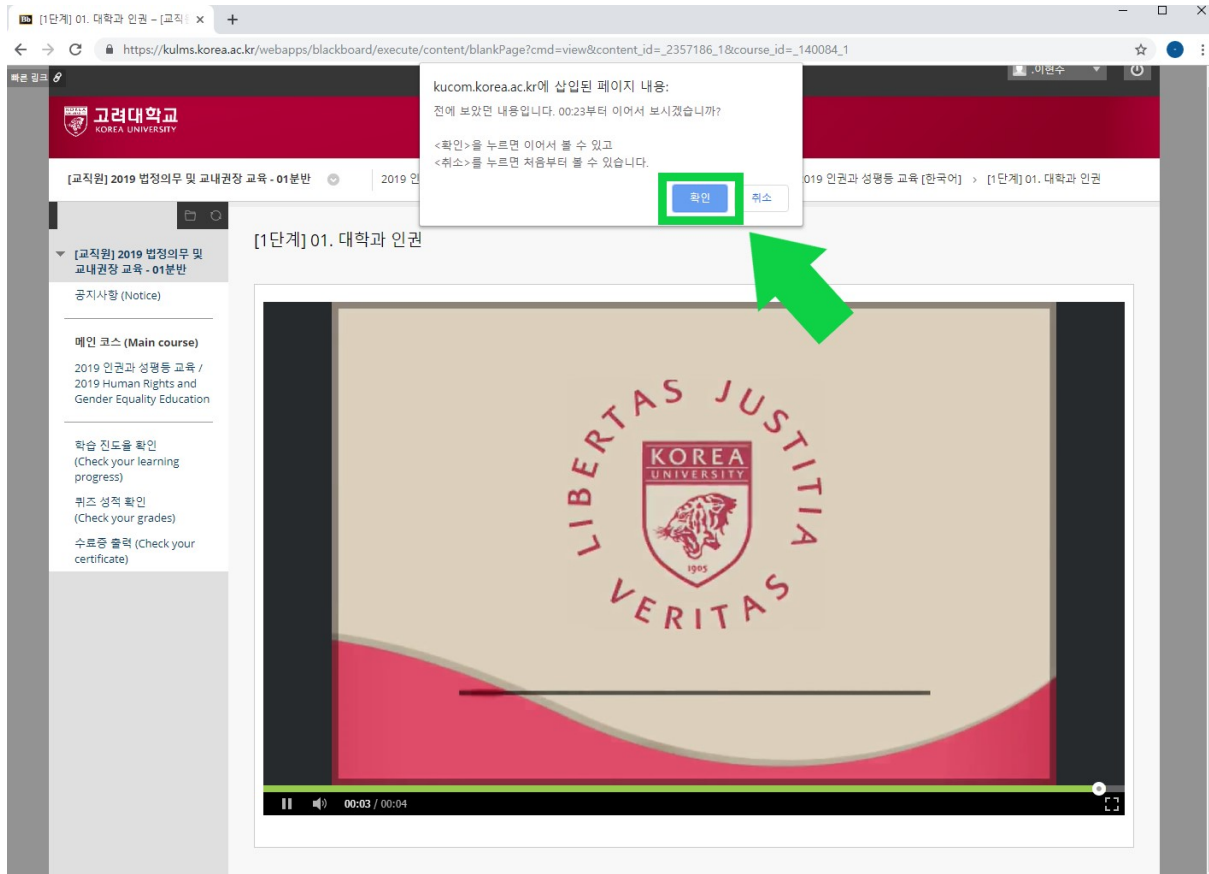 [1단계] 01. 대학과 인권 – [교직
https://kulms.korea.ac.kr/webapps/blackboard/execute/content/blankPage?cmd=view&content_id=_2357186_1&course_id=_140084_1
빠른 링크
.이현수
고려대학교
KOREA UNIVERSITY
kucom.korea.ac.kr에 삽입된 페이지 내용:
전에 보았던 내용입니다. 00:23부터 이어서 보시겠습니까?
<확인>을 누르면 이어서 볼 수 있고
<취소>를 누르면 처음부터 볼 수 있습니다.
확인 취소
[교직원] 2019 법정의무 및 교내권장 교육 - 01분반 2019 인 019 인권과 성평등 교육 [한국어] > [1단계] 01. 대학과 인권
[교직원] 2019 법정의무 및
교내권장 교육 - 01분반
공지사항 (Notice)
메인 코스 (Main course)
2019 인권과 성평등 교육 /
2019 Human Rights and
Gender Equality Education
학습 진도율 확인
(Check your learning
progress)
퀴즈 성적 확인
(Check your grades)
수료증 출력 (Check your
certificate)
[1단계] 01. 대학과 인권
LIBERTAS JUSTITIA VERITAS
KOREA
UNIVERSITY
1905
00:03 / 00:04